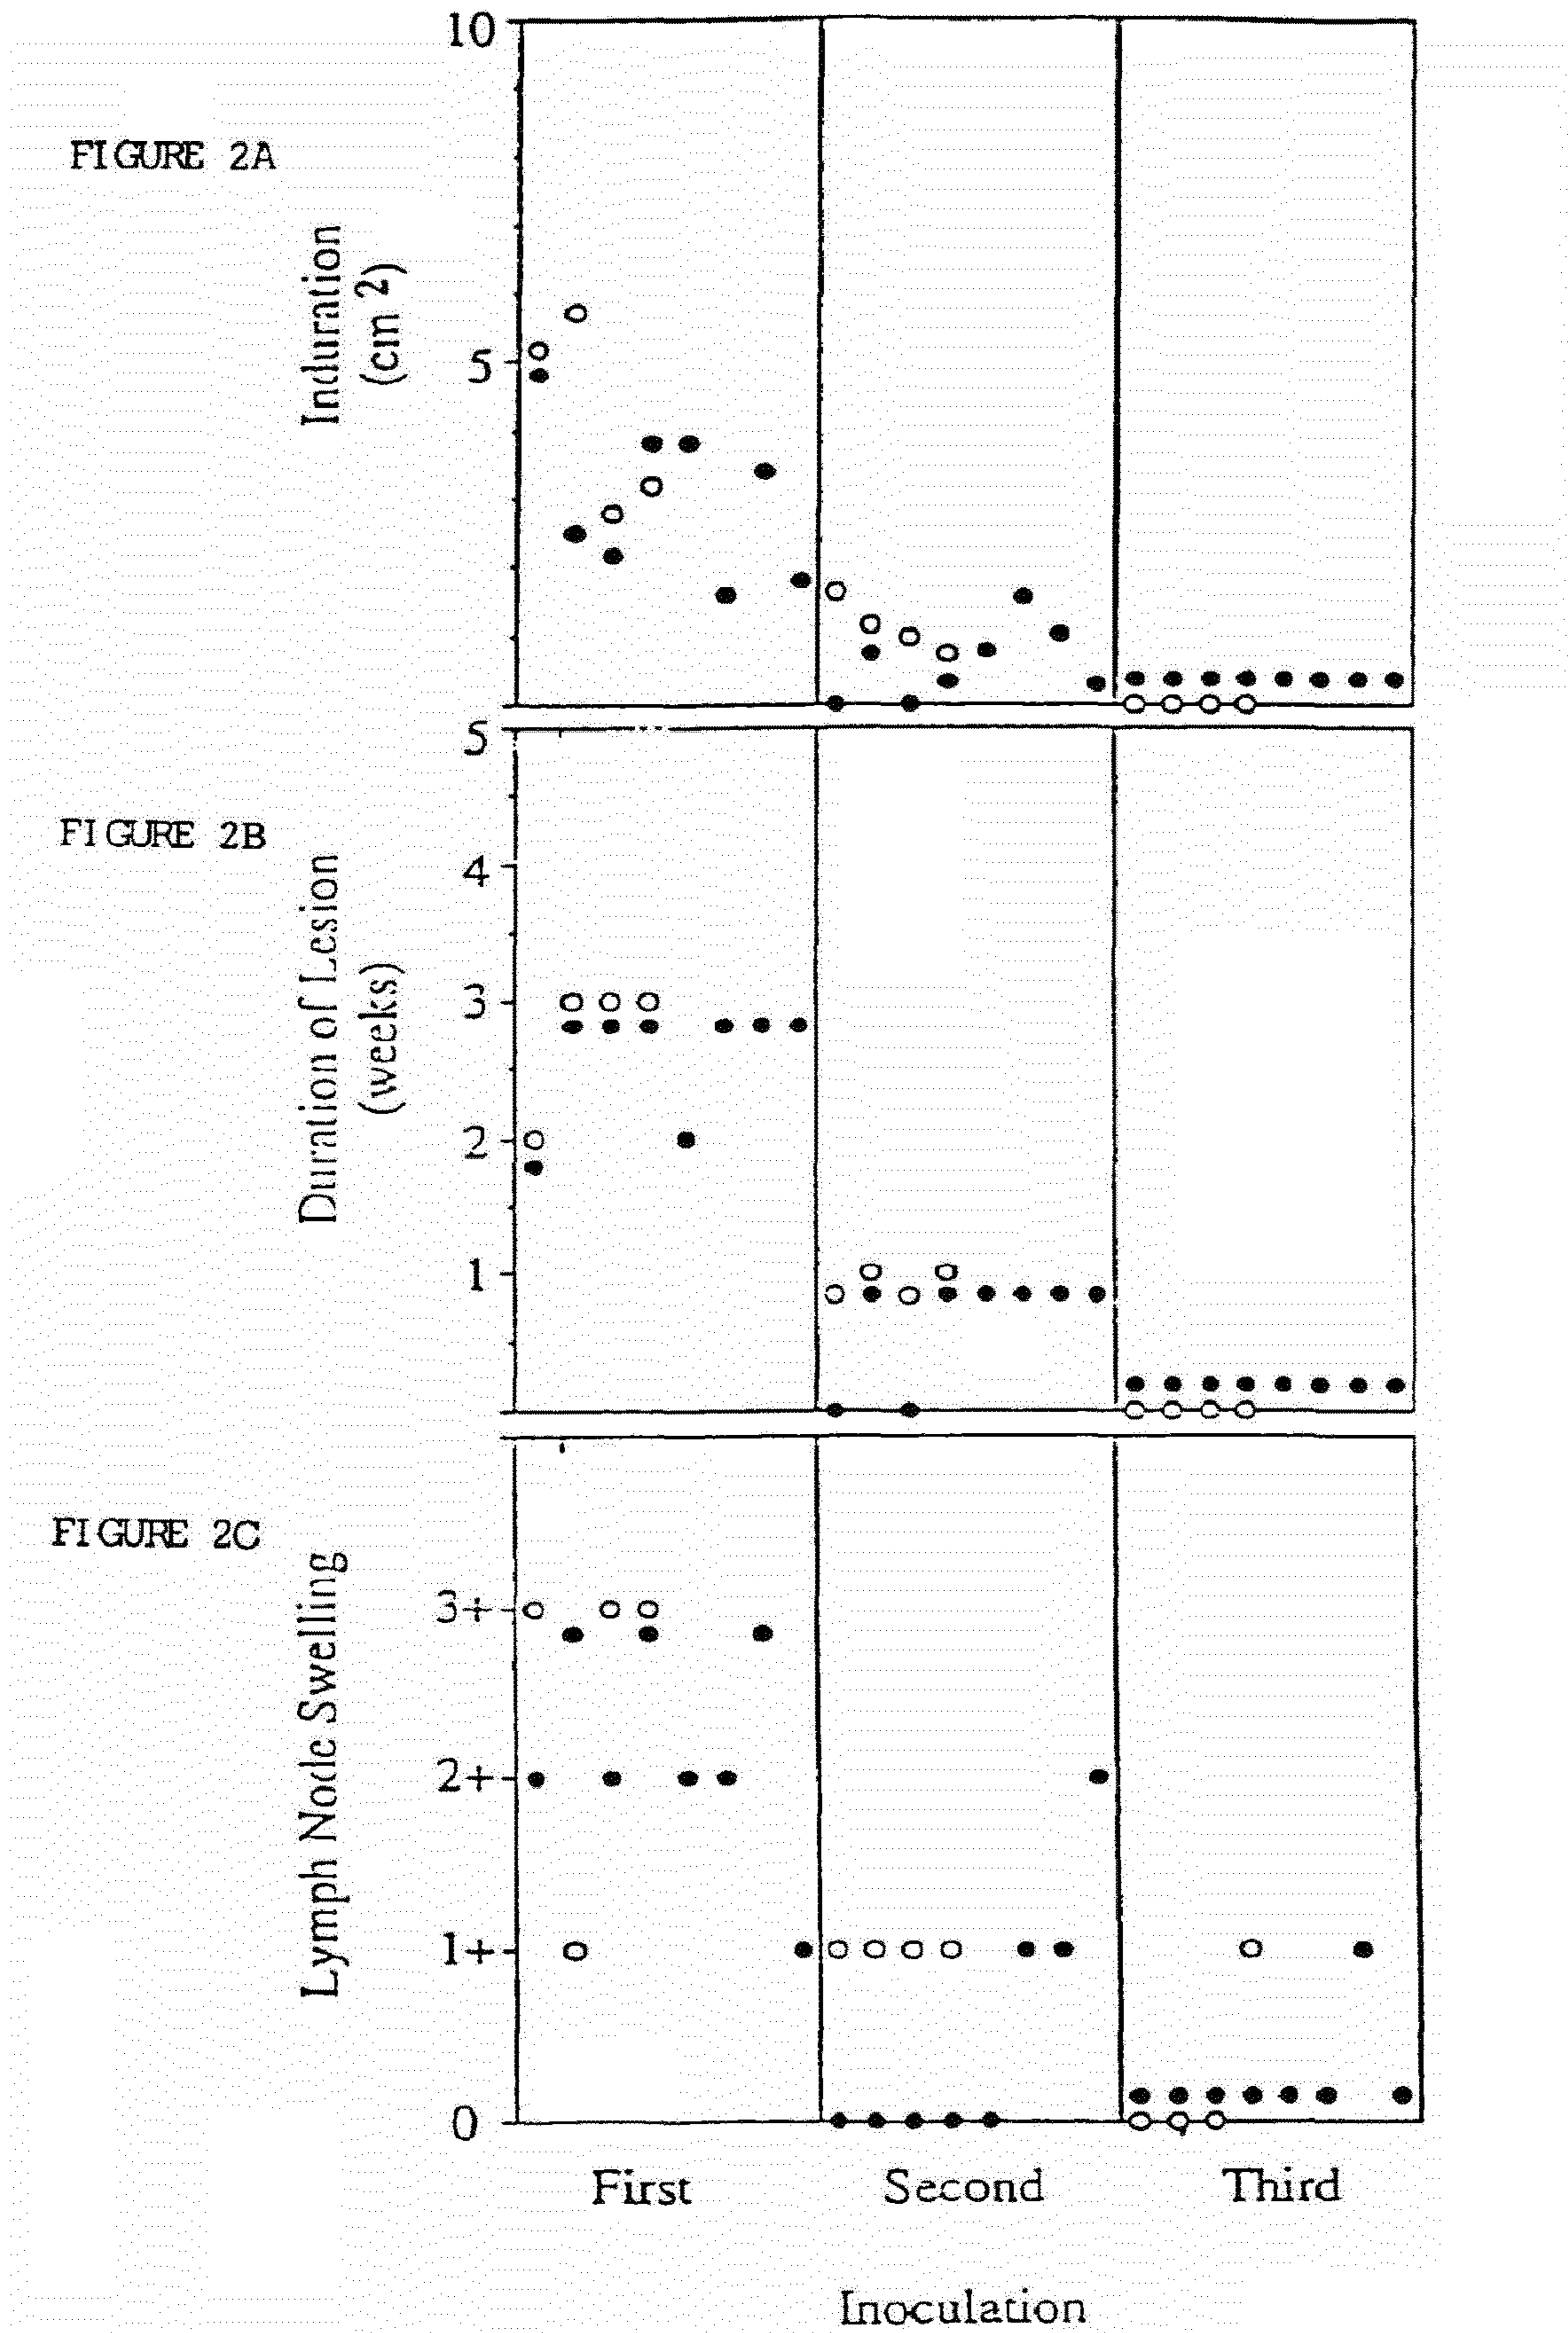 10
FIGURE 2A
Induration
(cm 2)
5
5
FIGURE 2B
4
Duration of Lesion
(weeks)
3
2
1
FIGURE 2C
Lymph Node Swelling
3+
2+
1+
0
First Second Third
Inoculation